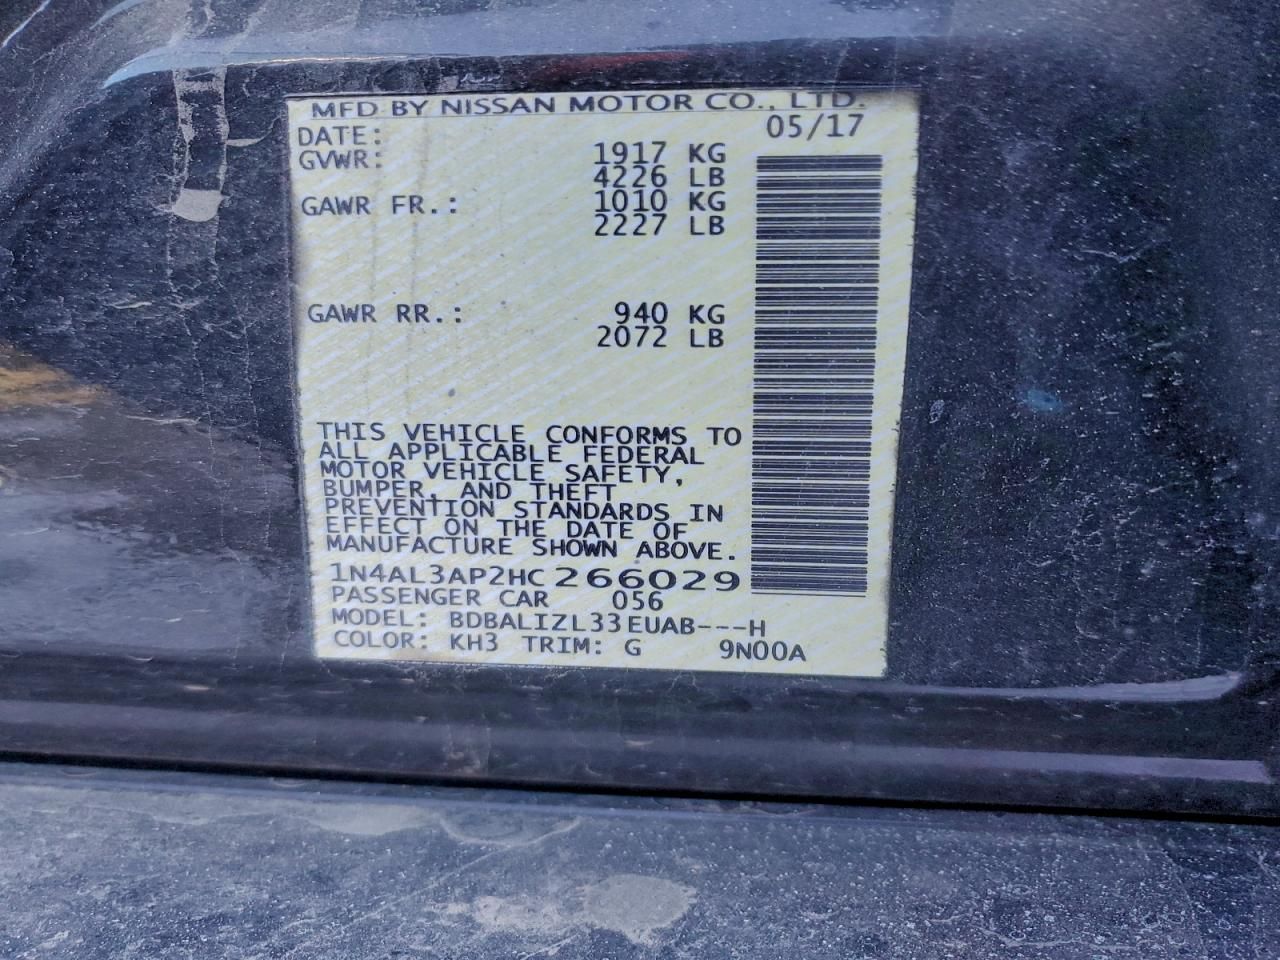 MFD BY NISSAN MOTOR CO., LTD.
DATE: 05/17
GVWR: 1917 KG
4226 LB
GAWR FR.: 1010 KG
2227 LB
GAWR RR.: 940 KG
2072 LB
THIS VEHICLE CONFORMS TO
ALL APPLICABLE FEDERAL
MOTOR VEHICLE SAFETY,
BUMPER, AND THEFT
PREVENTION STANDARDS IN
EFFECT ON THE DATE OF
MANUFACTURE SHOWN ABOVE.
1N4AL3AP2HC266029
PASSENGER CAR 056
MODEL: BDBALIZL33EUAB---H
COLOR: KH3 TRIM: G 9N00A